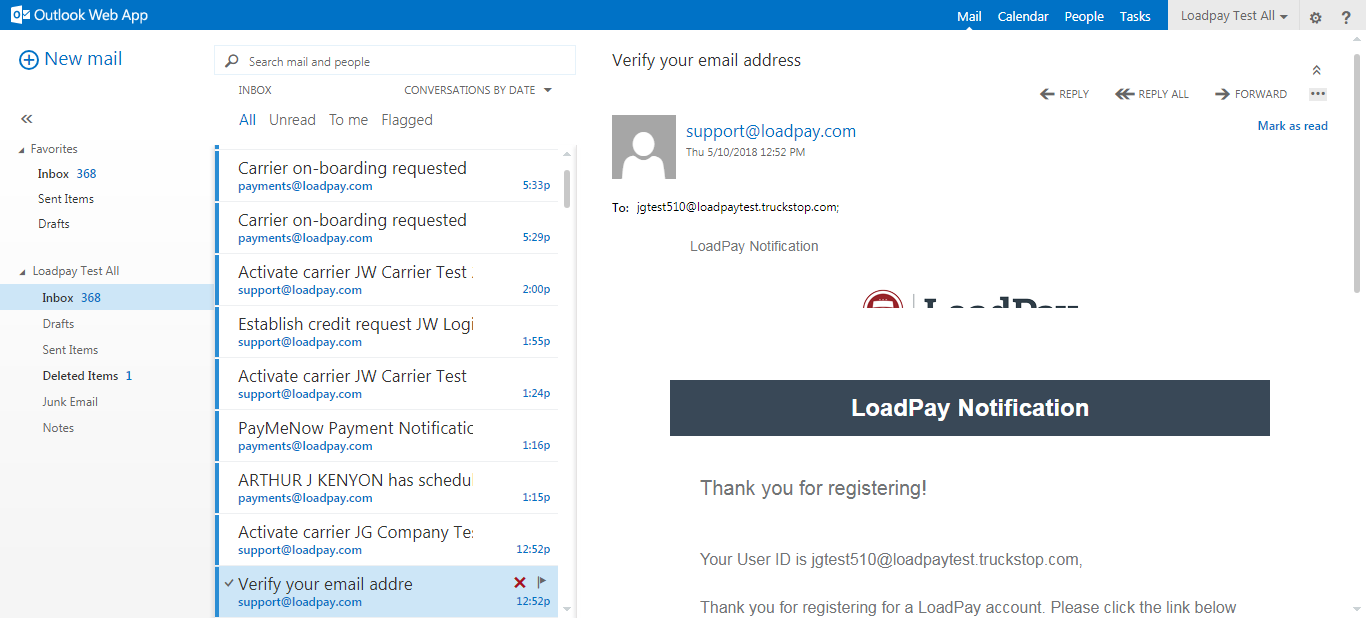 Outlook Web App
Mail Calendar People Tasks Loadpay Test All
New mail
Search mail and people
INBOX CONVERSATIONS BY DATE
All Unread To me Flagged
Favorites
Inbox 368
Sent Items
Drafts
Loadpay Test All
Inbox 368
Drafts
Sent Items
Deleted Items 1
Junk Email
Notes
Carrier on-boarding requested
payments@loadpay.com 5:33p
Carrier on-boarding requested
payments@loadpay.com 5:29p
Activate carrier JW Carrier Test .
support@loadpay.com 2:00p
Establish credit request JW Logi
support@loadpay.com 1:55p
Activate carrier JW Carrier Test
support@loadpay.com 1:24p
PayMeNow Payment Notificatic
payments@loadpay.com 1:16p
ARTHUR J KENYON has schedu
payments@loadpay.com 1:15p
Activate carrier JG Company Te
support@loadpay.com 12:52p
Verify your email addre
support@loadpay.com 12:52p
Verify your email address
REPLY REPLY ALL FORWARD
Mark as read
support@loadpay.com
Thu 5/10/2018 12:52 PM
To: jgtest510@loadpaytest.truckstop.com;
LoadPay Notification
LoadPay
LoadPay Notification
Thank you for registering!
Your User ID is jgtest510@loadpaytest.truckstop.com,
Thank you for registering for a LoadPay account. Please click the link below